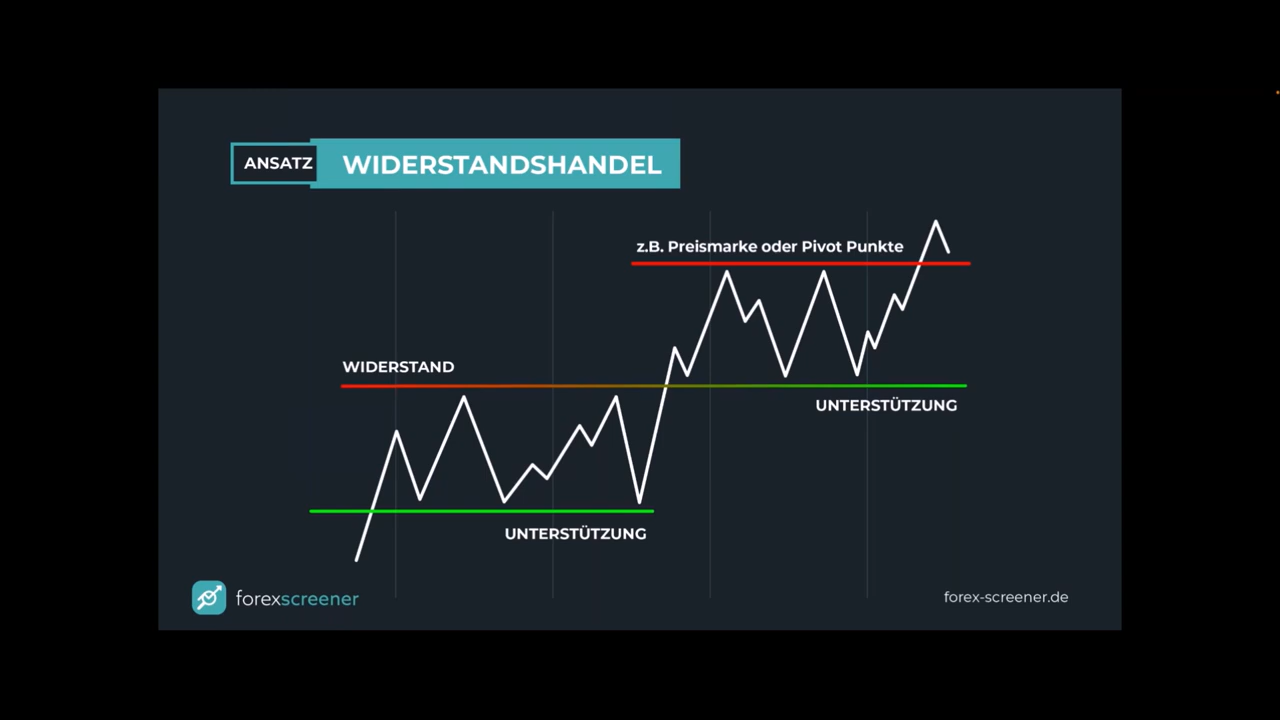 ANSATZ WIDERSTANDSHANDEL
z.B. Preismarke oder Pivot Punkte
WIDERSTAND
UNTERSTÜTZUNG
UNTERSTÜTZUNG
forexscreener
forex-screener.de